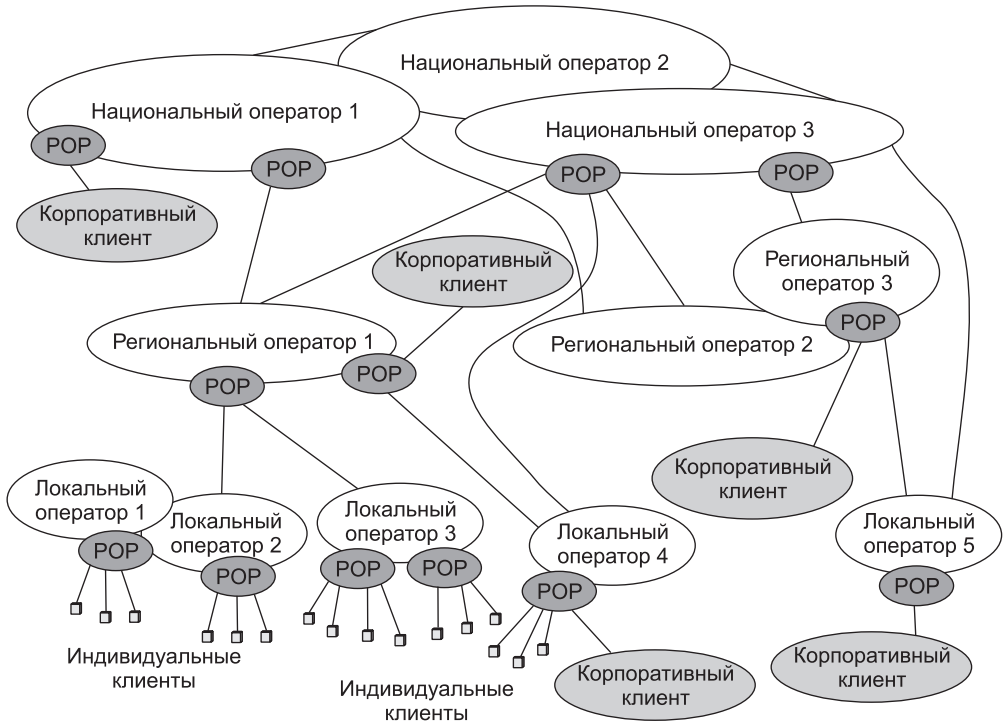 Национальный оператор 2
Национальный оператор 1
Национальный оператор 3
POP
POP
POP
POP
Корпоративный
клиент
Корпоративный
клиент
Региональный
оператор 3
POP
Региональный оператор 1
Региональный оператор 2
POP
POP
Корпоративный
клиент
Локальный
оператор 1
POP
Локальный
оператор 2
POP
Локальный
оператор 3
POP
POP
Локальный
оператор 4
POP
Локальный
оператор 5
POP
Индивидуальные
клиенты
Индивидуальные
клиенты
Корпоративный
клиент
Корпоративный
клиент